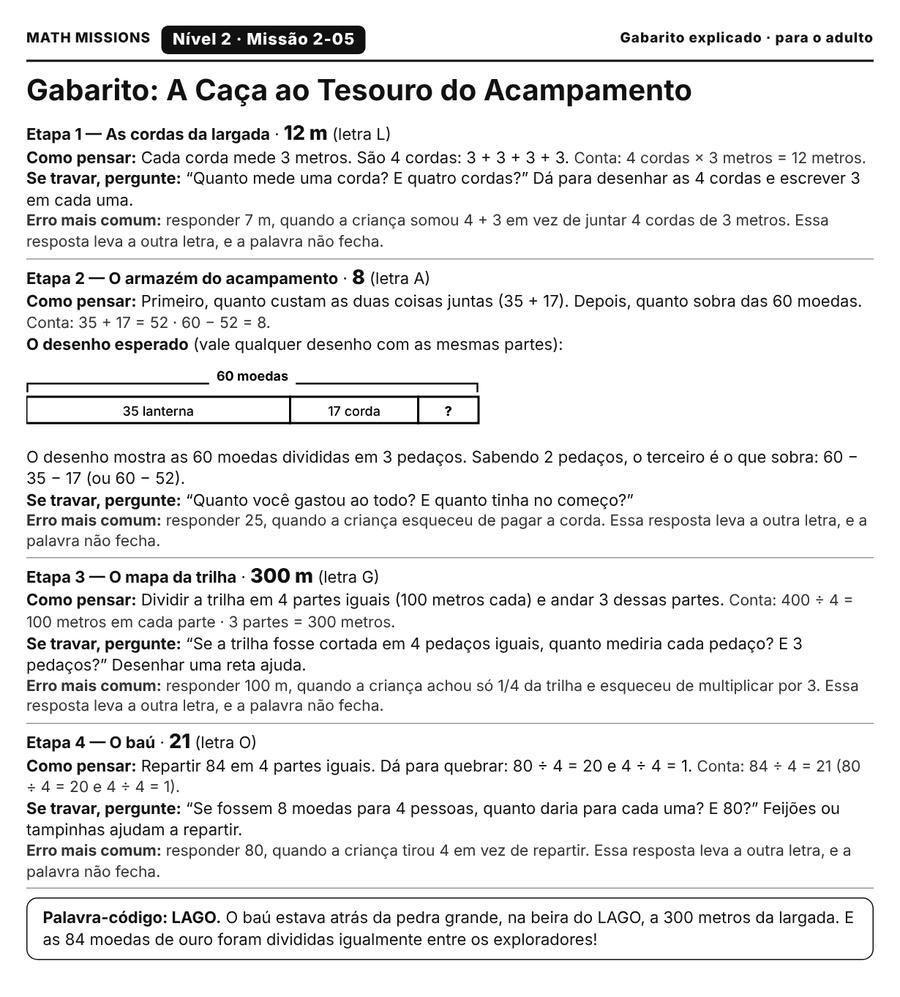 MATH MISSIONS Nível 2 · Missão 2-05 Gabarito explicado · para o adulto
Gabarito: A Caça ao Tesouro do Acampamento
Etapa 1 — As cordas da largada · 12 m (letra L)
Como pensar: Cada corda mede 3 metros. São 4 cordas: 3 + 3 + 3 + 3. Conta: 4 cordas × 3 metros = 12 metros.
Se travar, pergunte: “Quanto mede uma corda? E quatro cordas?” Dá para desenhar as 4 cordas e escrever 3
em cada uma.
Erro mais comum: responder 7 m, quando a criança somou 4 + 3 em vez de juntar 4 cordas de 3 metros. Essa
resposta leva a outra letra, e a palavra não fecha.
Etapa 2 — O armazém do acampamento · 8 (letra A)
Como pensar: Primeiro, quanto custam as duas coisas juntas (35 + 17). Depois, quanto sobra das 60 moedas.
Conta: 35 + 17 = 52 · 60 − 52 = 8.
O desenho esperado (vale qualquer desenho com as mesmas partes):
60 moedas
35 lanterna 17 corda ?
O desenho mostra as 60 moedas divididas em 3 pedaços. Sabendo 2 pedaços, o terceiro é o que sobra: 60 −
35 − 17 (ou 60 − 52).
Se travar, pergunte: “Quanto você gastou ao todo? E quanto tinha no começo?”
Erro mais comum: responder 25, quando a criança esqueceu de pagar a corda. Essa resposta leva a outra letra, e a
palavra não fecha.
Etapa 3 — O mapa da trilha · 300 m (letra G)
Como pensar: Dividir a trilha em 4 partes iguais (100 metros cada) e andar 3 dessas partes. Conta: 400 ÷ 4 =
100 metros em cada parte · 3 partes = 300 metros.
Se travar, pergunte: “Se a trilha fosse cortada em 4 pedaços iguais, quanto mediria cada pedaço? E 3
pedaços?” Desenhar uma reta ajuda.
Erro mais comum: responder 100 m, quando a criança achou só 1/4 da trilha e esqueceu de multiplicar por 3. Essa
resposta leva a outra letra, e a palavra não fecha.
Etapa 4 — O baú · 21 (letra O)
Como pensar: Repartir 84 em 4 partes iguais. Dá para quebrar: 80 ÷ 4 = 20 e 4 ÷ 4 = 1. Conta: 84 ÷ 4 = 21 (80
÷ 4 = 20 e 4 ÷ 4 = 1).
Se travar, pergunte: “Se fossem 8 moedas para 4 pessoas, quanto daria para cada uma? E 80?” Feijões ou
tampinhas ajudam a repartir.
Erro mais comum: responder 80, quando a criança tirou 4 em vez de repartir. Essa resposta leva a outra letra, e a
palavra não fecha.
Palavra-código: LAGO. O baú estava atrás da pedra grande, na beira do LAGO, a 300 metros da largada. E
as 84 moedas de ouro foram divididas igualmente entre os exploradores!